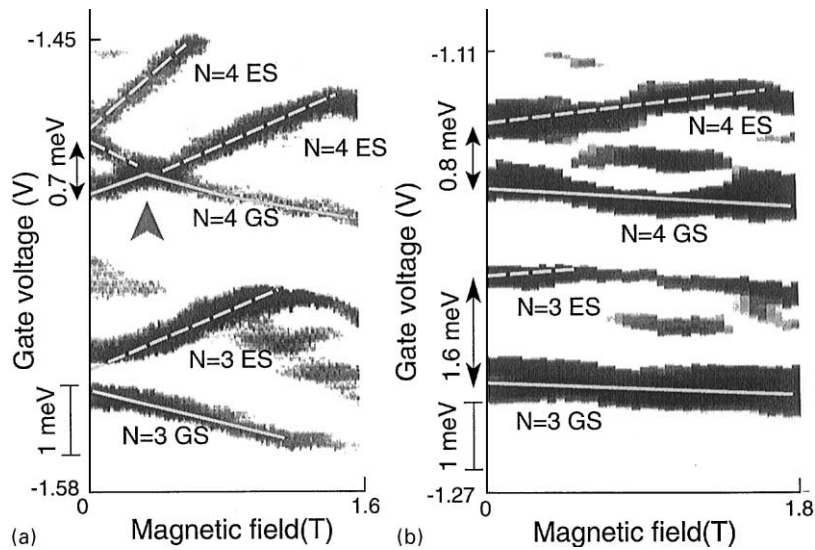 -1.45
N=4 ES
N=4 ES
0.7 meV
N=4 GS
Gate voltage (V)
N=3 ES
1 meV
N=3 GS
-1.58
0
1.6
(a)
Magnetic field(T)
-1.11
N=4 ES
0.8 meV
N=4 GS
Gate voltage (V)
N=3 ES
1.6 meV
N=3 GS
1 meV
-1.27
0
1.8
(b)
Magnetic field(T)